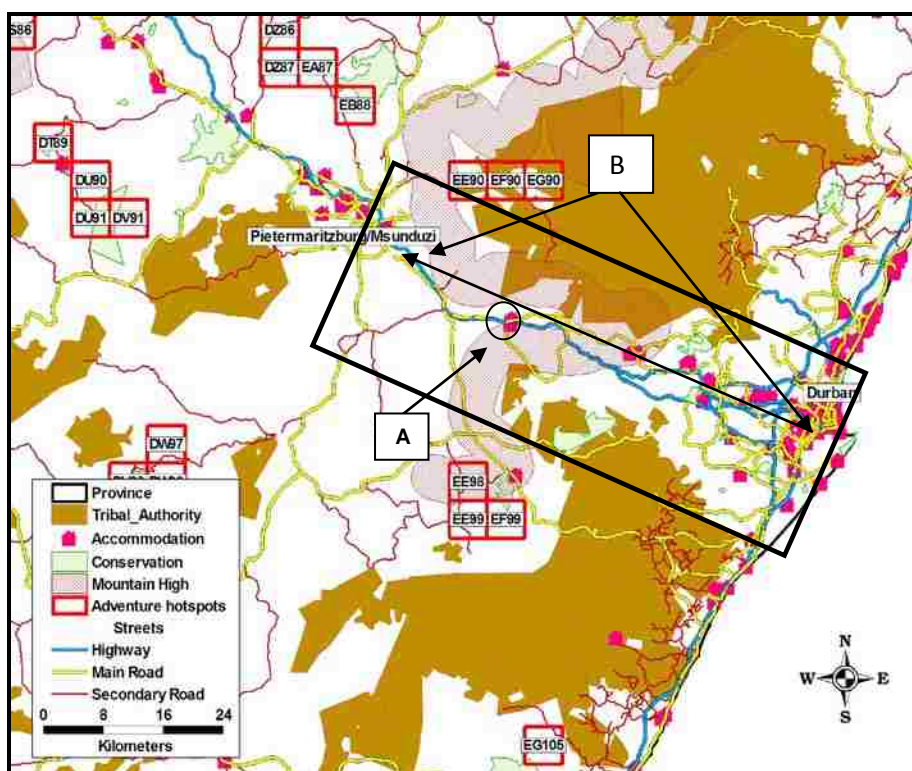 DZ86
DZ87 EA87
EB88
DT89
DU90
DU91 DV91
EE90 EF90 EG90
B
Pietermaritzburg/Msunduzi
A
Durban
DW97
EE98
EE99 EF99
EG105
Province
Tribal_Authority
Accommodation
Conservation
Mountain High
Adventure hotspots
Streets
Highway
Main Road
Secondary Road
0 8 16 24
Kilometers
N
W E
S